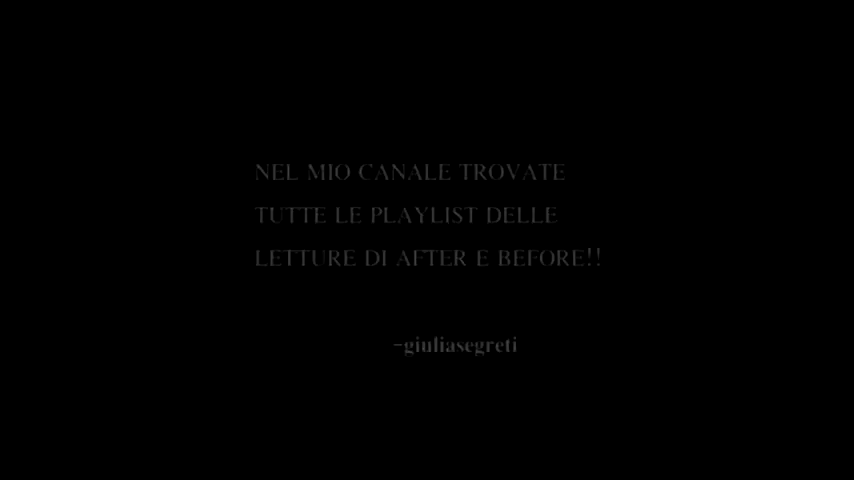 NEL MIO CANALE TROVATE
TUTTE LE PLAYLIST DELLE
LETTURE DI AFTER E BEFORE!!
-giuliasegreti